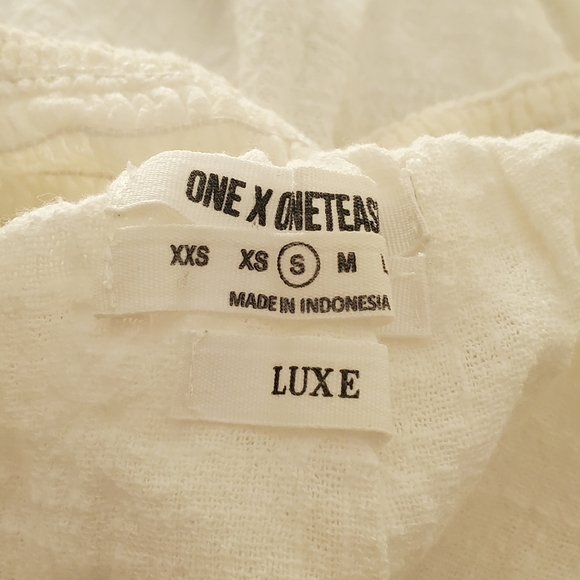 ONE X ONETEAS
XXS XS S M
MADE IN INDONESIA
LUXE